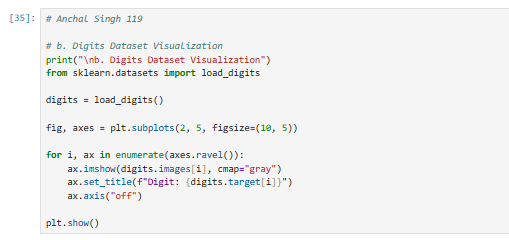 [35]: # Anchal Singh 119
# b. Digits Dataset Visualization
print("\nb. Digits Dataset Visualization")
from sklearn.datasets import load_digits
digits = load_digits()
fig, axes = plt.subplots(2, 5, figsize=(10, 5))
for i, ax in enumerate(axes.ravel()):
    ax.imshow(digits.images[i], cmap="gray")
    ax.set_title(f"Digit: {digits.target[i]}")
    ax.axis("off")
plt.show()